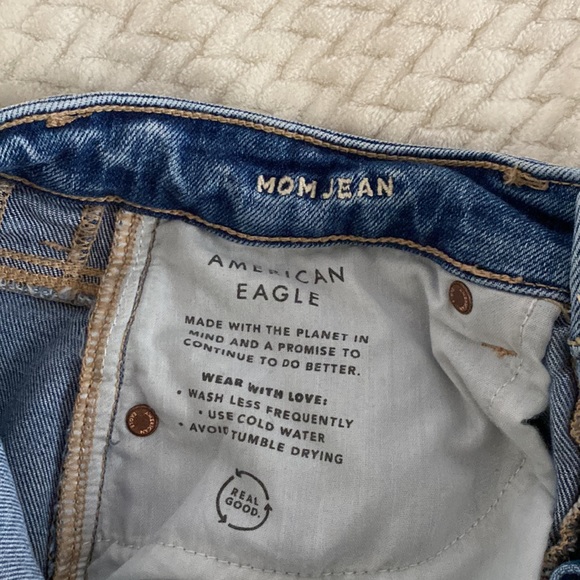 MOM JEAN
AMERICAN
EAGLE
MADE WITH THE PLANET IN
MIND AND A PROMISE TO
CONTINUE TO DO BETTER.
WEAR WITH LOVE:
• WASH LESS FREQUENTLY
• USE COLD WATER
• AVOID TUMBLE DRYING
REAL
GOOD.